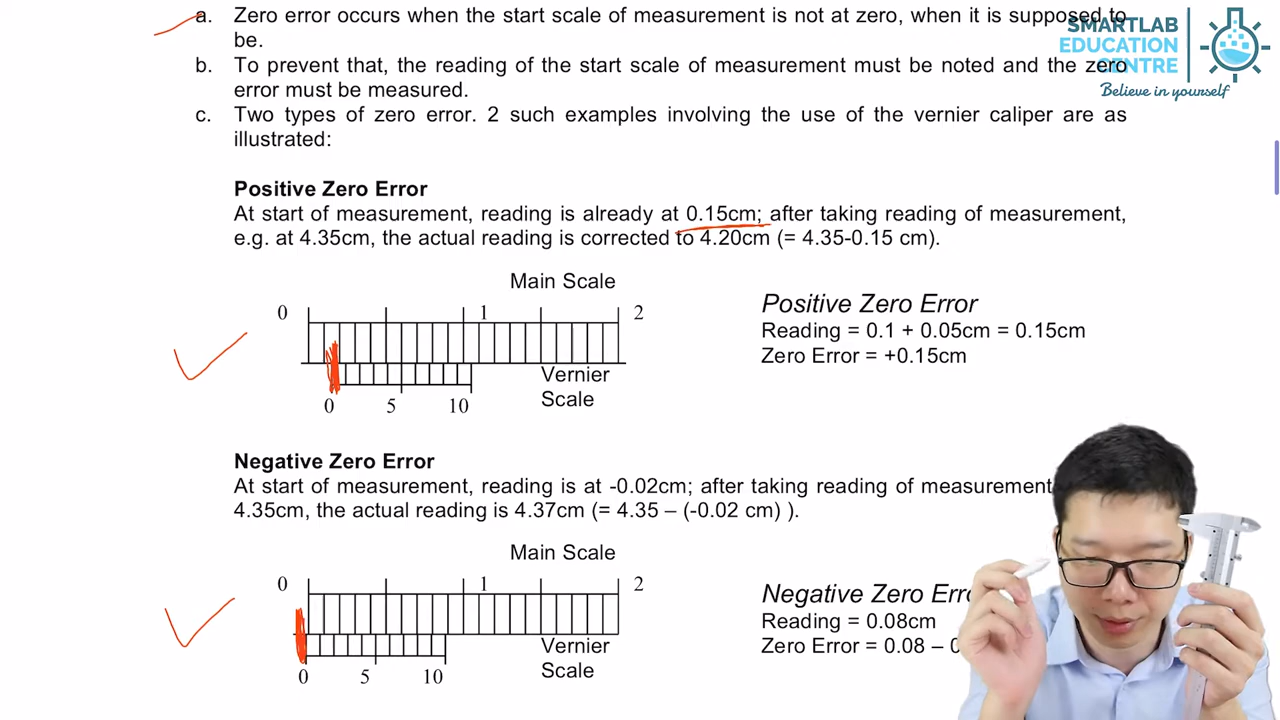 a. Zero error occurs when the start scale of measurement is not at zero, when it is supposed to
be.
b. To prevent that, the reading of the start scale of measurement must be noted and the zero
error must be measured.
c. Two types of zero error. 2 such examples involving the use of the vernier caliper are as
illustrated:
SMARTLAB
EDUCATION
CENTRE
Believe in yourself
Positive Zero Error
At start of measurement, reading is already at 0.15cm; after taking reading of measurement,
e.g. at 4.35cm, the actual reading is corrected to 4.20cm (= 4.35-0.15 cm).
Main Scale
0 1 2
Vernier
Scale
0 5 10
Positive Zero Error
Reading = 0.1 + 0.05cm = 0.15cm
Zero Error = +0.15cm
Negative Zero Error
At start of measurement, reading is at -0.02cm; after taking reading of measurement
4.35cm, the actual reading is 4.37cm (= 4.35 – (-0.02 cm) ).
Main Scale
0 1 2
Vernier
Scale
0 5 10
Negative Zero
Reading = 0.08cm
Zero Error = 0.08 –